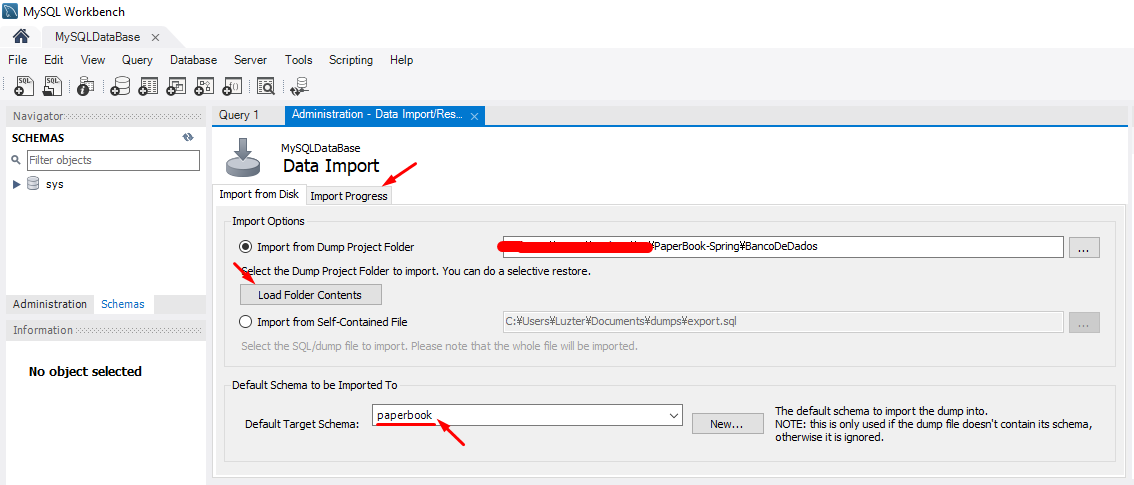 MySQL Workbench
MySQLDataBase
File Edit View Query Database Server Tools Scripting Help
Navigator
SCHEMAS
Filter objects
sys
Administration Schemas
Information
No object selected
Query 1 Administration - Data Import/Res...
MySQLDataBase
Data Import
Import from Disk Import Progress
Import Options
Import from Dump Project Folder
¥PaperBook-Spring¥BancoDeDados
...
Select the Dump Project Folder to import. You can do a selective restore.
Load Folder Contents
Import from Self-Contained File
C:¥Users¥Luzter¥Documents¥dumps¥export.sql
...
Select the SQL/dump file to import. Please note that the whole file will be imported.
Default Schema to be Imported To
Default Target Schema:
paperbook
New...
The default schema to import the dump into.
NOTE: this is only used if the dump file doesn't contain its schema,
otherwise it is ignored.